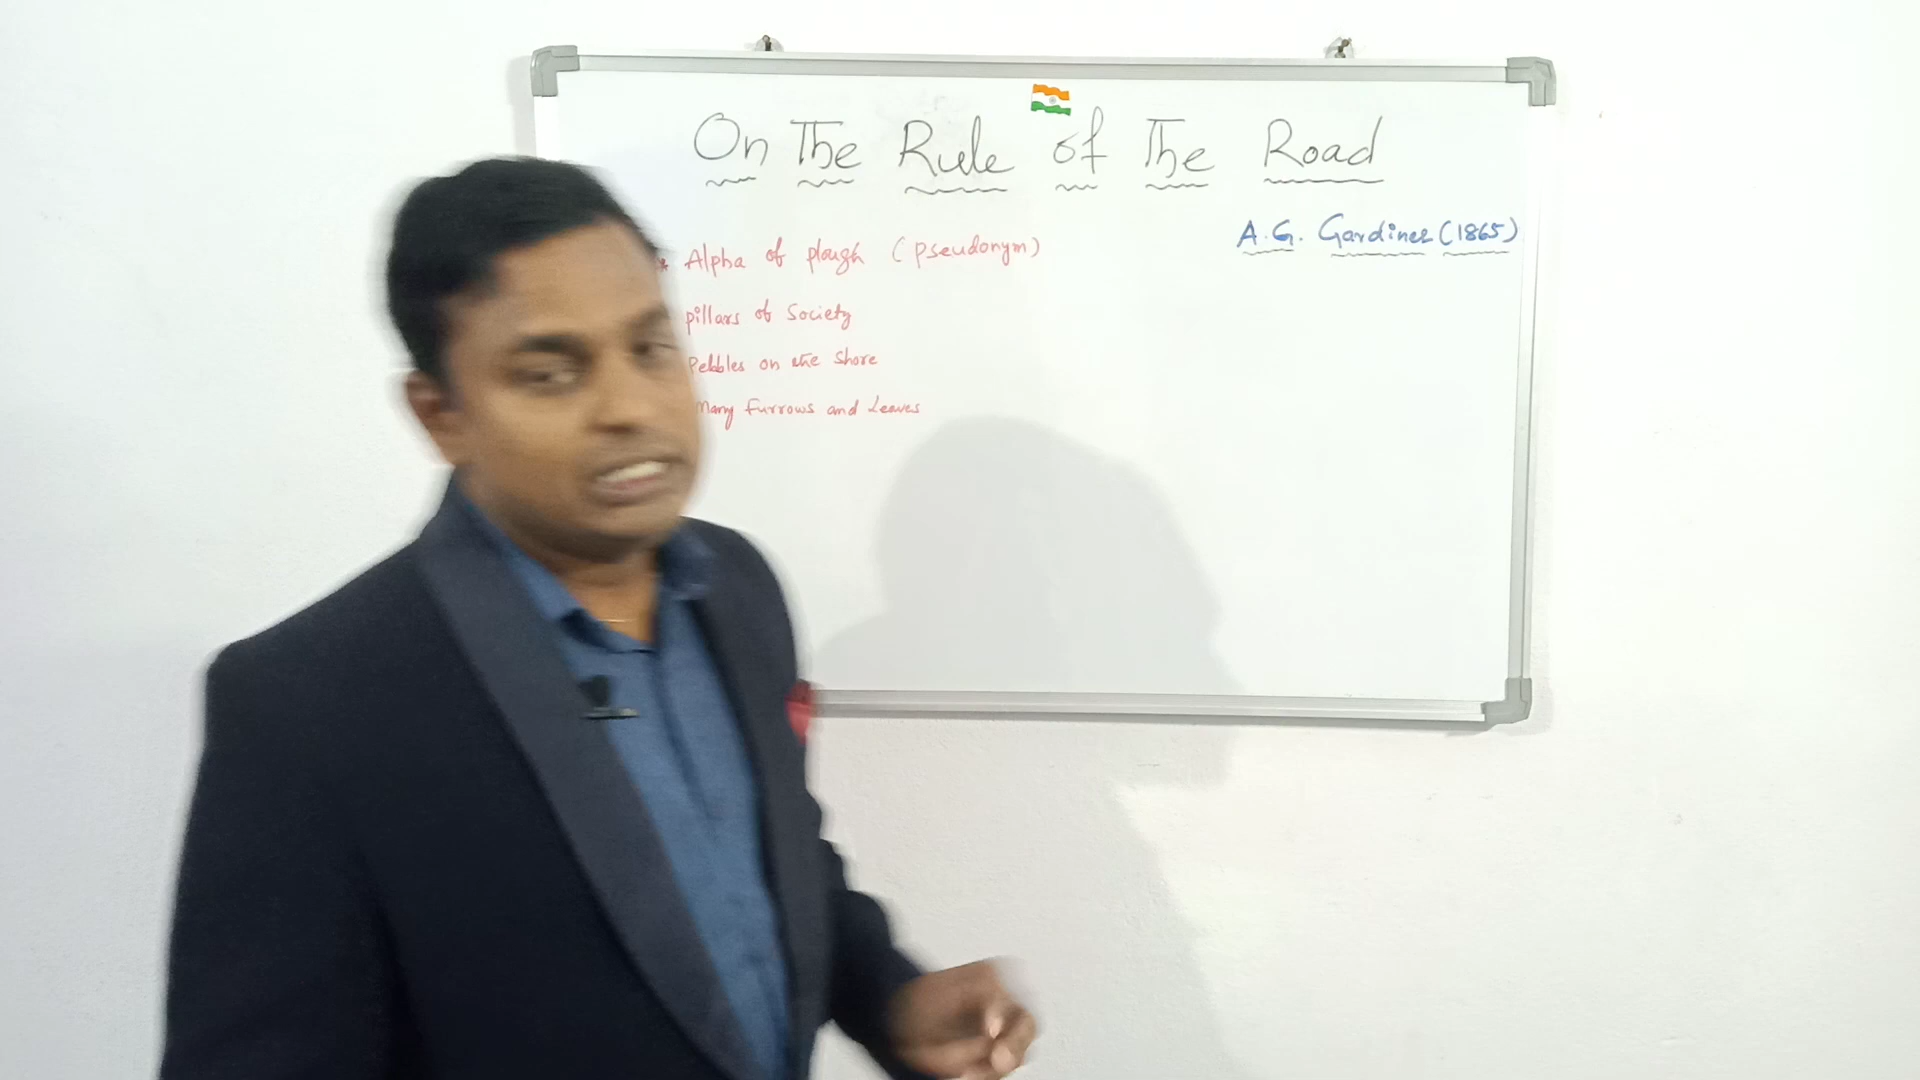 On The Rule of The Road
A.G. Gardiner (1865)
* Alpha of plough (pseudonym)
pillars of Society
Pebbles on the Shore
Many furrows and Leaves